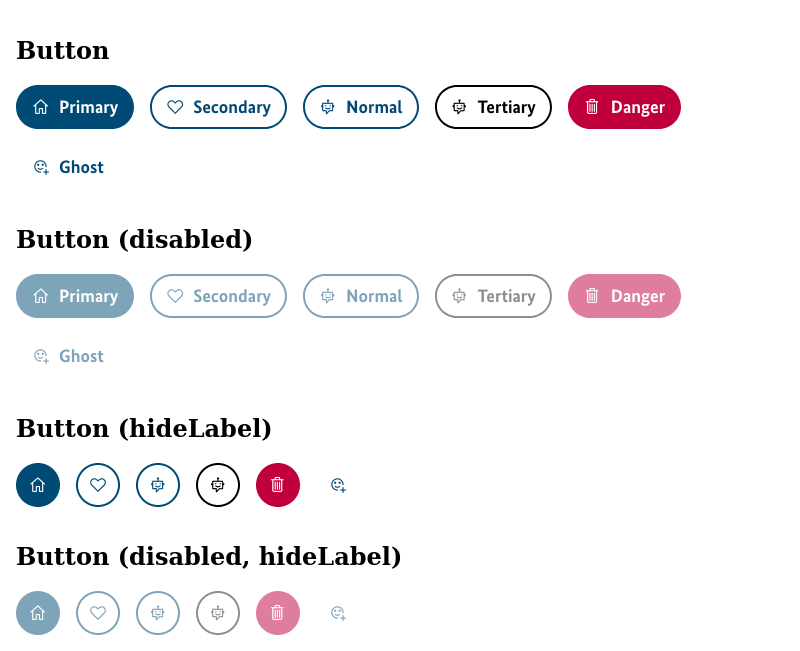 Button
Primary Secondary Normal Tertiary Danger
Ghost
Button (disabled)
Primary Secondary Normal Tertiary Danger
Ghost
Button (hideLabel)
Button (disabled, hideLabel)